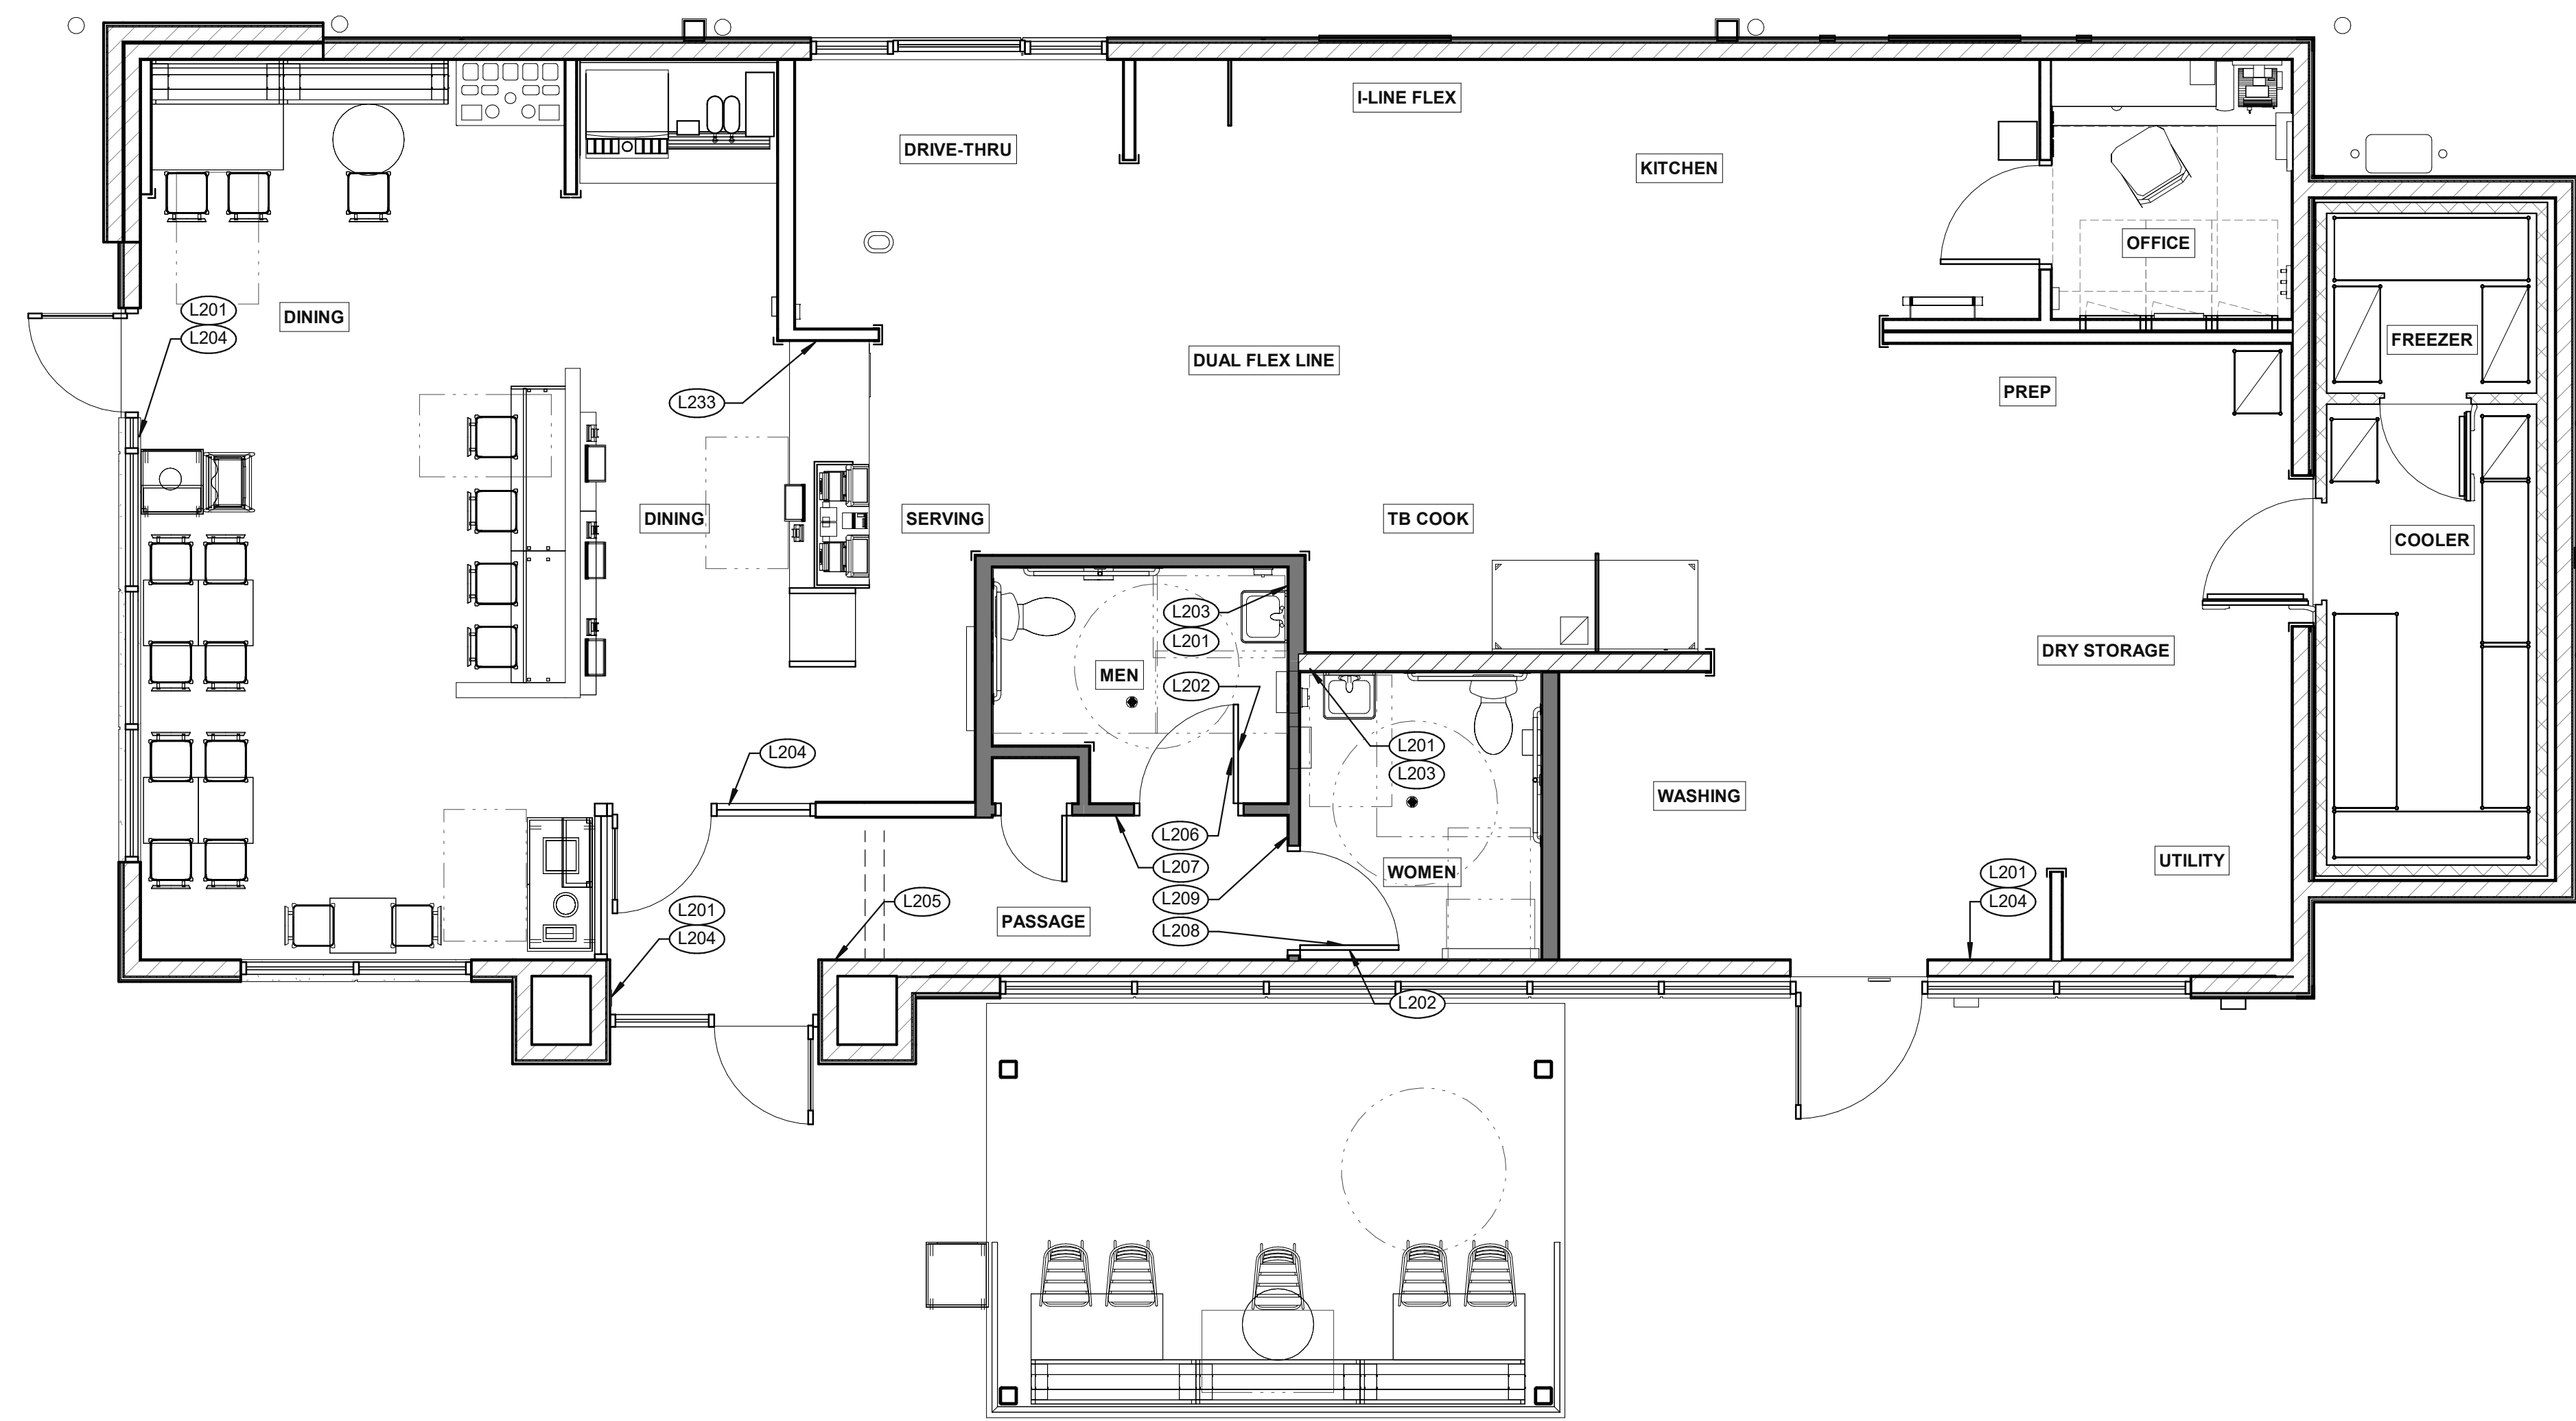 I-LINE FLEX
DRIVE-THRU
KITCHEN
OFFICE
L201
DINING
L204
FREEZER
DUAL FLEX LINE
PREP
L233
DINING
SERVING
TB COOK
COOLER
L203
L201
DRY STORAGE
MEN
L202
L201
L204
L203
WASHING
L206
L207
UTILITY
WOMEN
L201
L209
L205
L204
L201
PASSAGE
L208
L204
L202